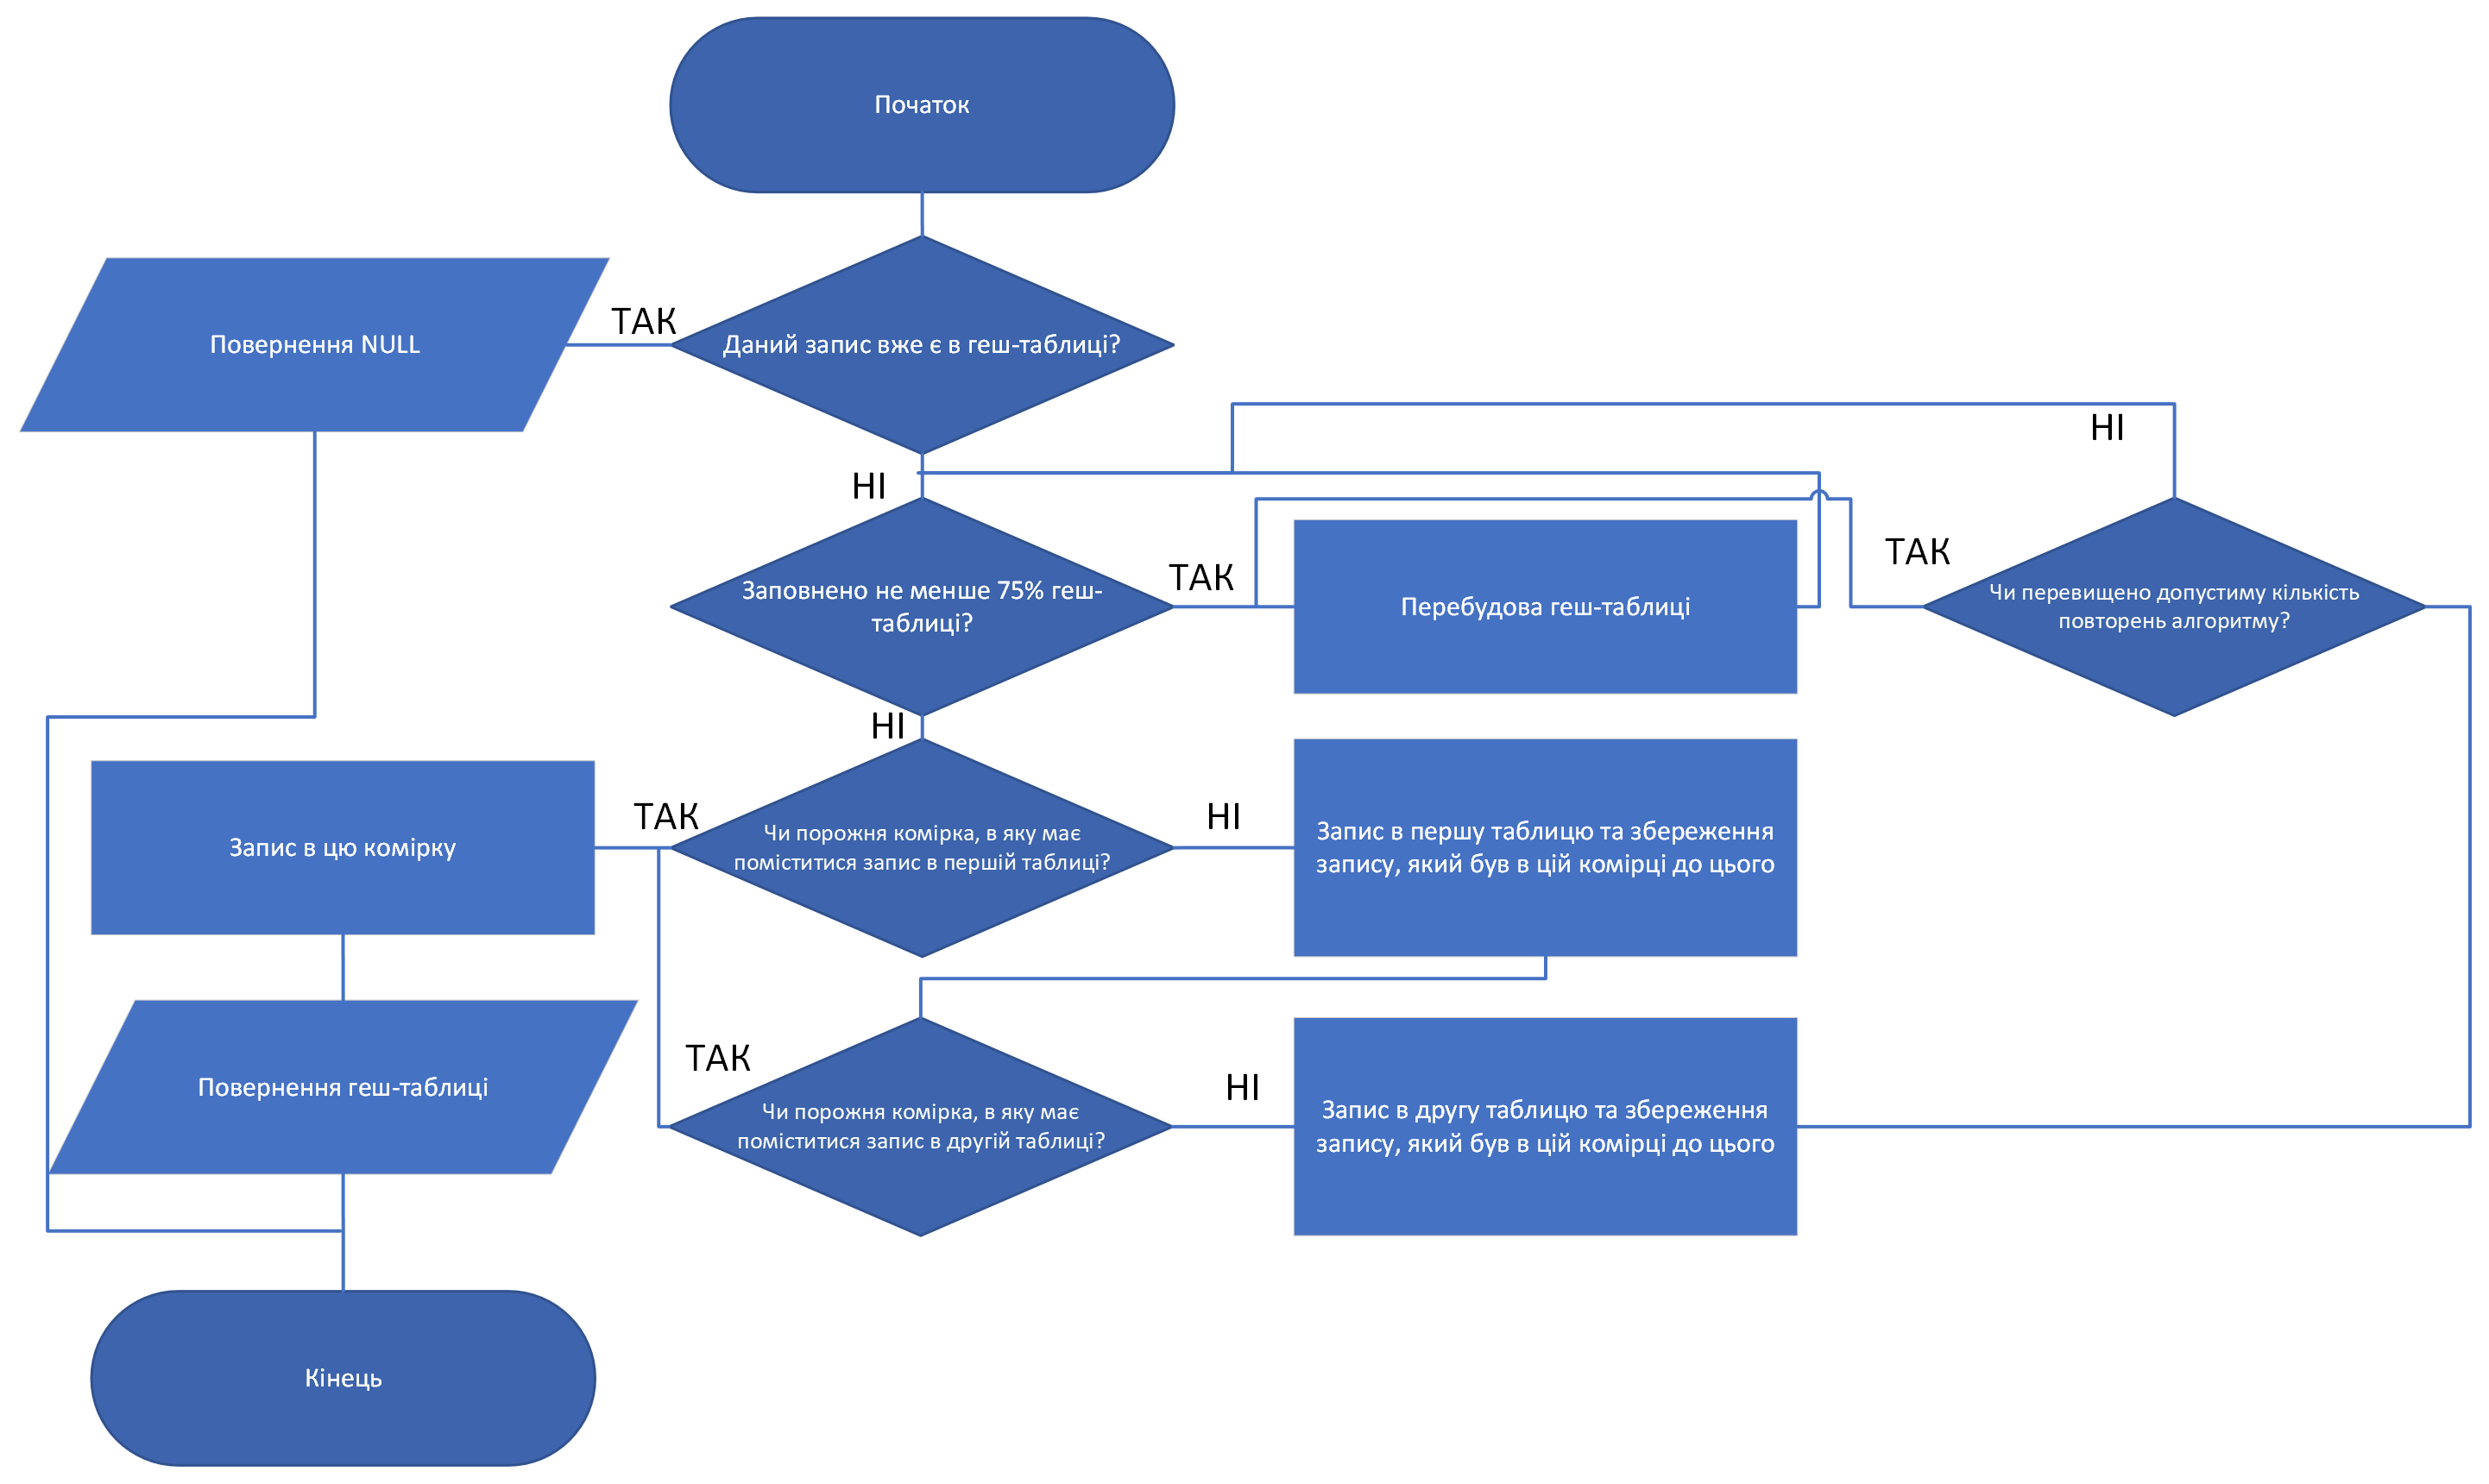 Початок
ТАК
Повернення NULL
Даний запис вже є в геш-таблиці?
НІ
НІ
ТАК
ТАК
Заповнено не менше 75% геш-
таблиці?
Перебудова геш-таблиці
Чи перевищено допустиму кількість
повторень алгоритму?
НІ
ТАК
НІ
Запис в цю комірку
Чи порожня комірка, в яку має
поміститися запис в першій таблиці?
Запис в першу таблицю та збереження
запису, який був в цій комірці до цього
ТАК
НІ
Повернення геш-таблиці
Чи порожня комірка, в яку має
поміститися запис в другій таблиці?
Запис в другу таблицю та збереження
запису, який був в цій комірці до цього
Кінець